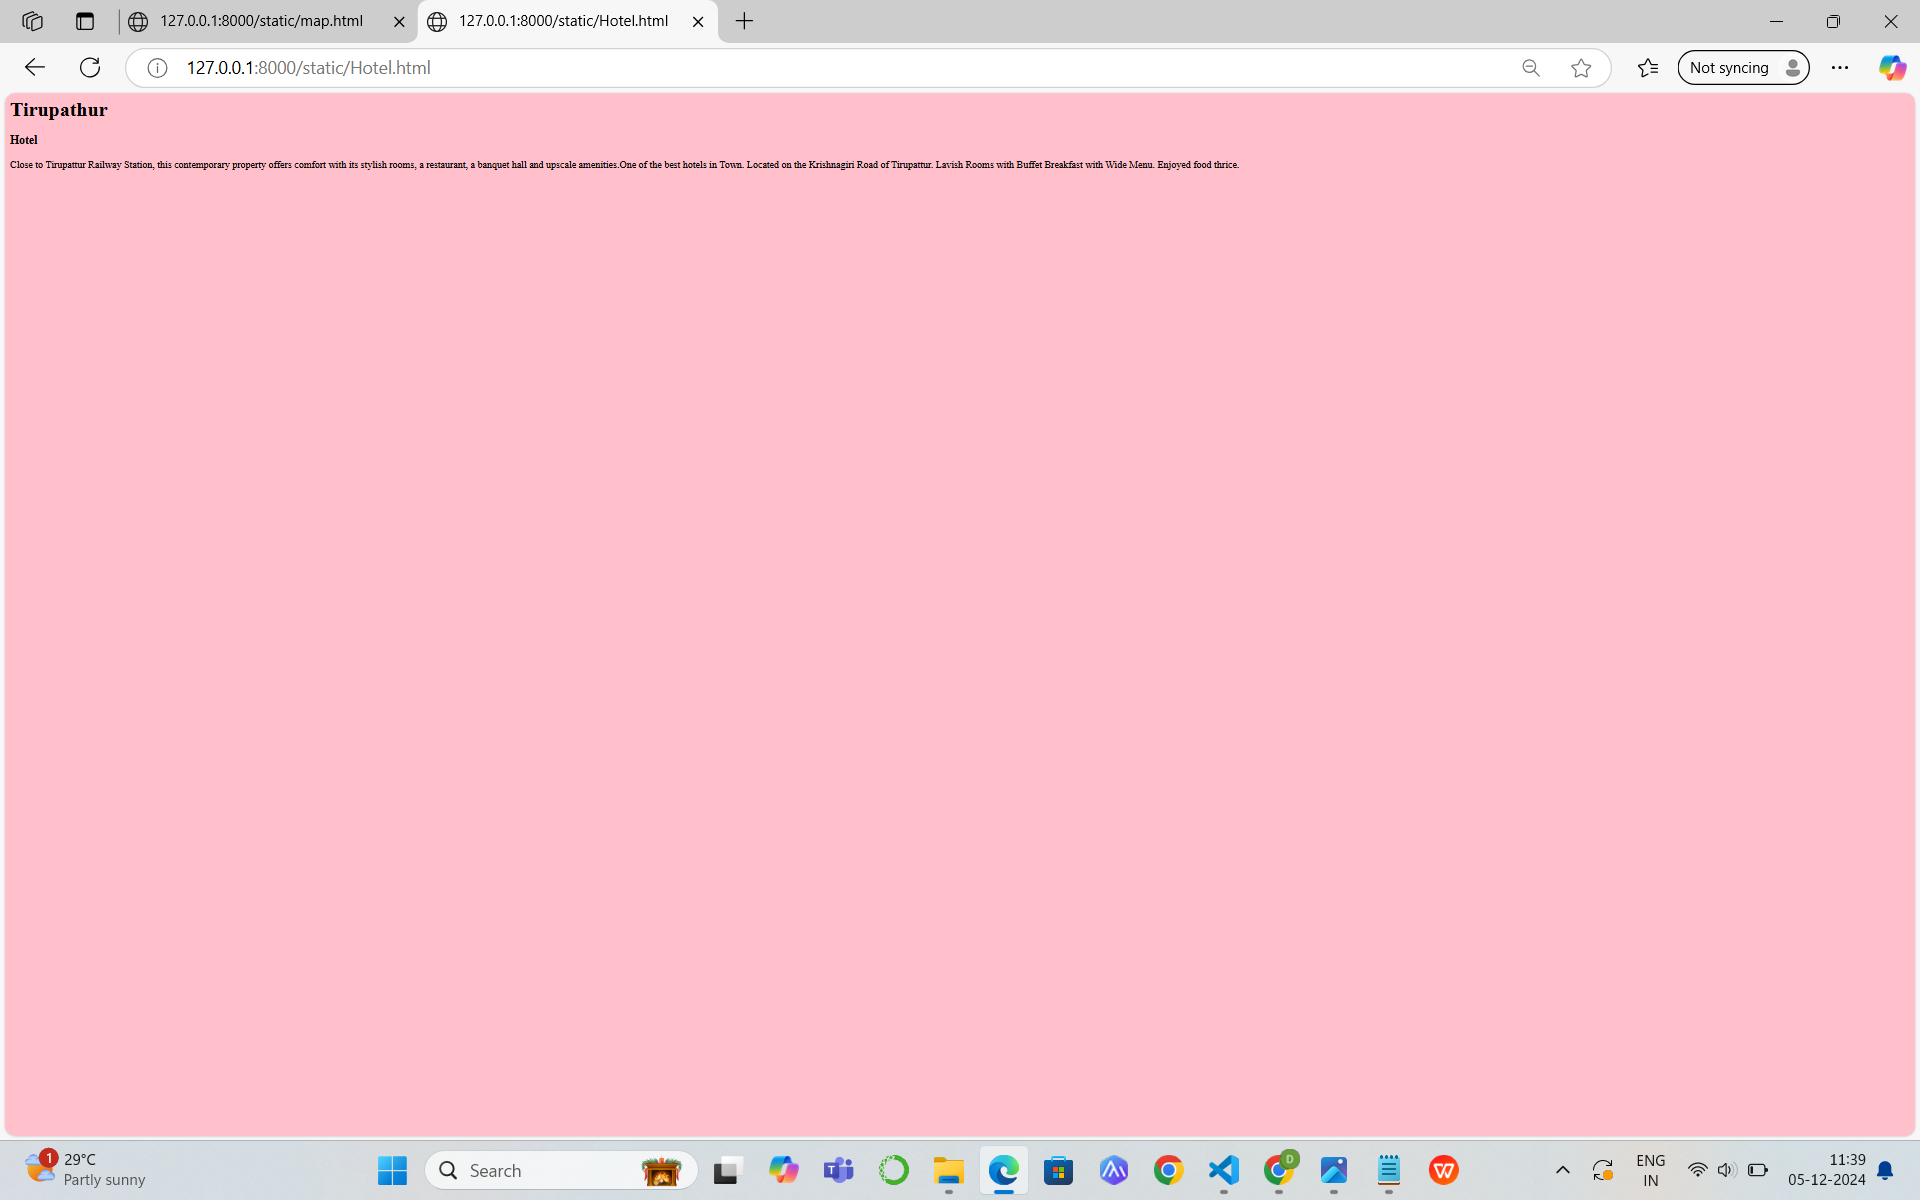 127.0.0.1:8000/static/map.html
127.0.0.1:8000/static/Hotel.html
127.0.0.1:8000/static/Hotel.html
Not syncing
Tirupathur
Hotel
Close to Tirupattur Railway Station, this contemporary property offers comfort with its stylish rooms, a restaurant, a banquet hall and upscale amenities.One of the best hotels in Town. Located on the Krishnagiri Road of Tirupattur. Lavish Rooms with Buffet Breakfast with Wide Menu. Enjoyed food thrice.
1
29°C
Partly sunny
Search
T
D
W
ENG
IN
11:39
05-12-2024